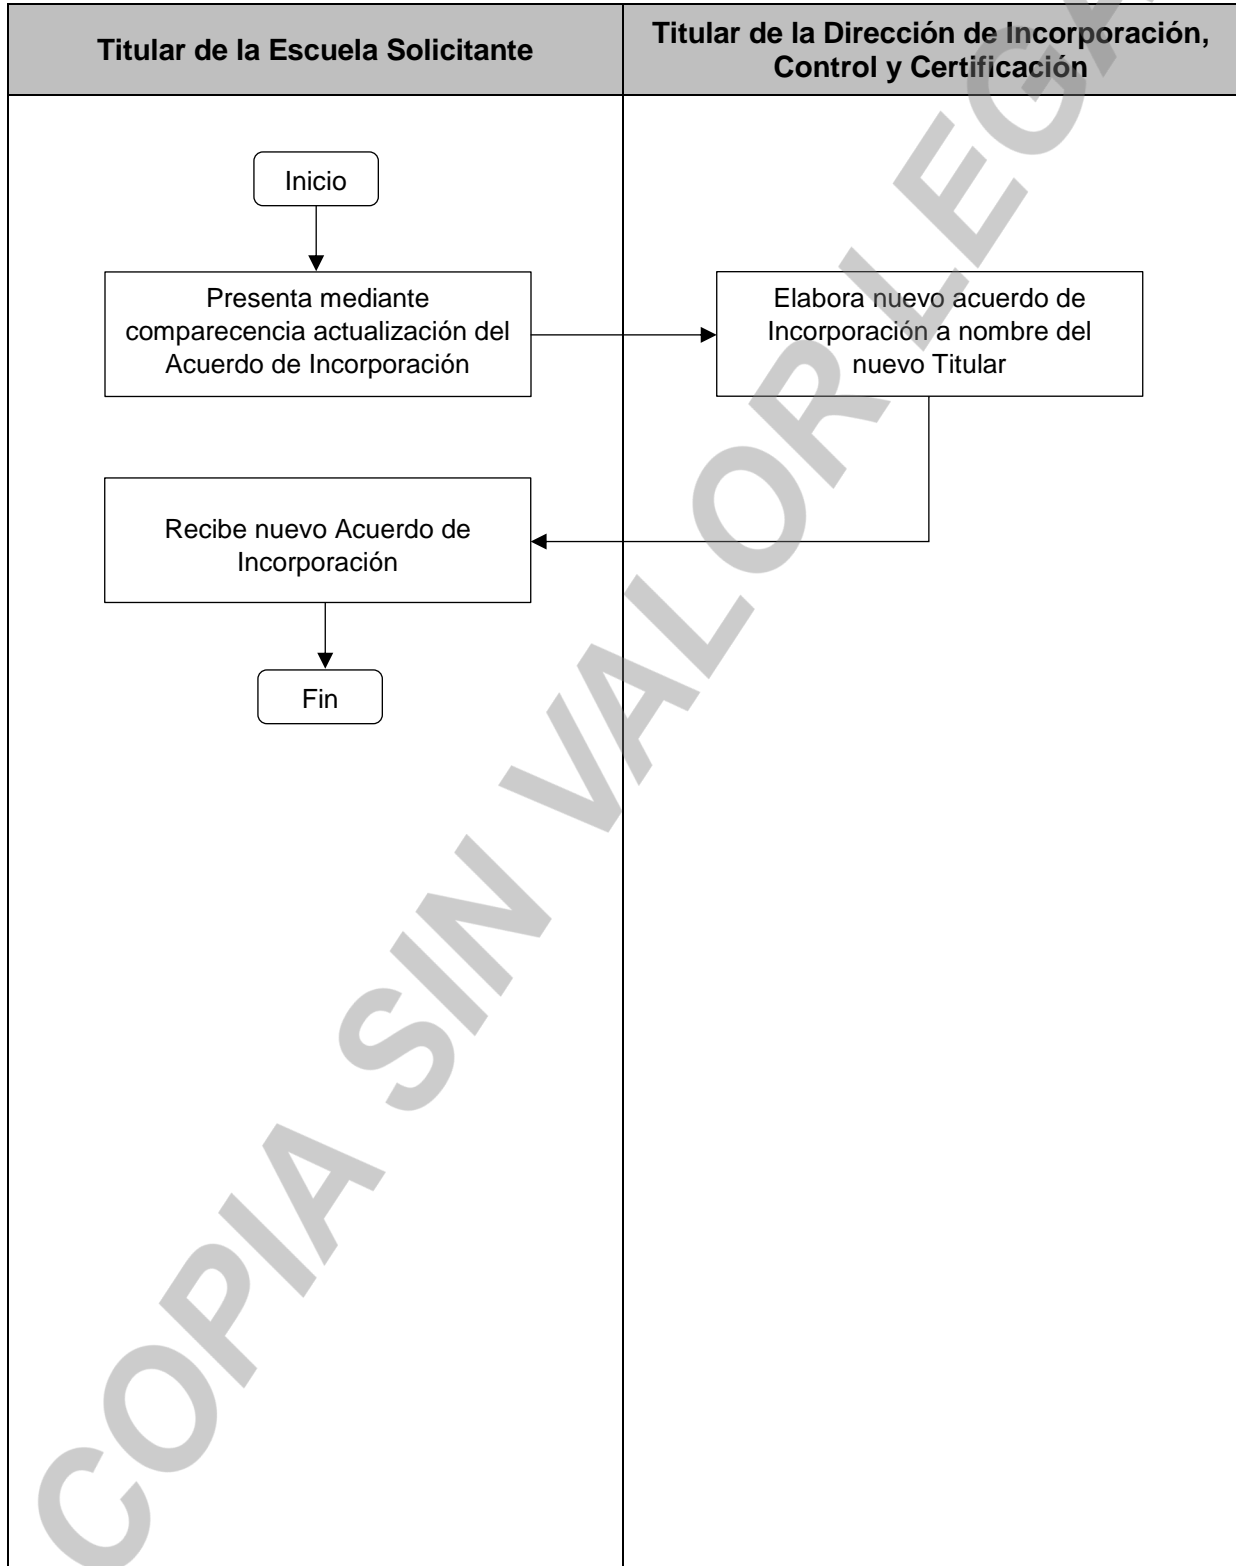 Titular de la Escuela Solicitante
Titular de la Dirección de Incorporación,
Control y Certificación
Inicio
Presenta mediante
comparecencia actualización del
Acuerdo de Incorporación
Elabora nuevo acuerdo de
Incorporación a nombre del
nuevo Titular
Recibe nuevo Acuerdo de
Incorporación
Fin
COPIA SIN VALOR LEGA